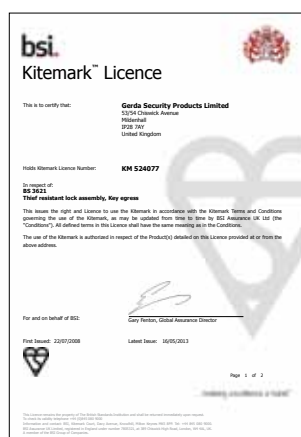 bsi.
Kitemark™ Licence
This is to certify that:
Gerda Security Products Limited
53/54 Chiswick Avenue
Mildenhall
IP28 7AY
United Kingdom
Holds Kitemark Licence Number:
KM 524077
In respect of:
BS 3621
Thief resistant lock assembly, Key egress
This issues the right and Licence to use the Kitemark in accordance with the Kitemark Terms and Conditions
governing the use of the Kitemark, as may be updated from time to time by BSI Assurance UK Ltd (the
"Conditions"). All defined terms in this Licence shall have the same meaning as in the Conditions.
The use of the Kitemark is authorized in respect of the Product(s) detailed on this Licence provided at or from the
above address.
For and on behalf of BSI:
Gary Fenton, Global Assurance Director
First Issued: 22/07/2008
Latest Issue: 16/05/2013
Page 1 of 2
...making excellence a habit.™